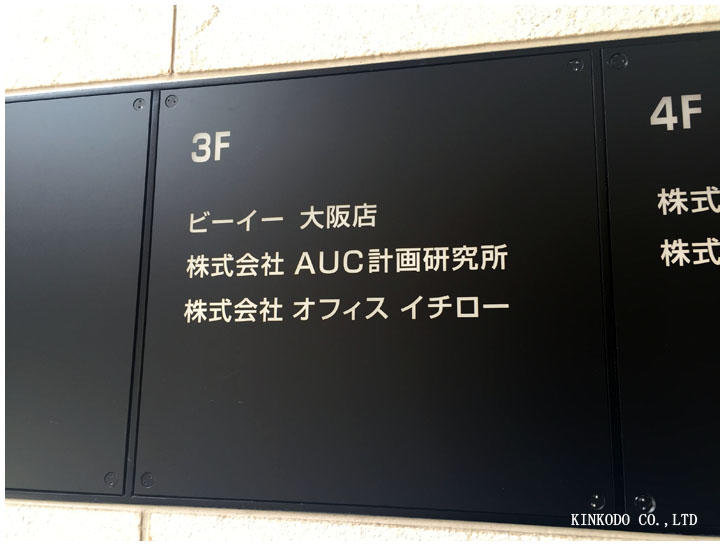 3F
ビーイー 大阪店
株式会社 AUC計画研究所
株式会社 オフィス イチロー
4F
株式
株式
KINKODO CO.,LTD